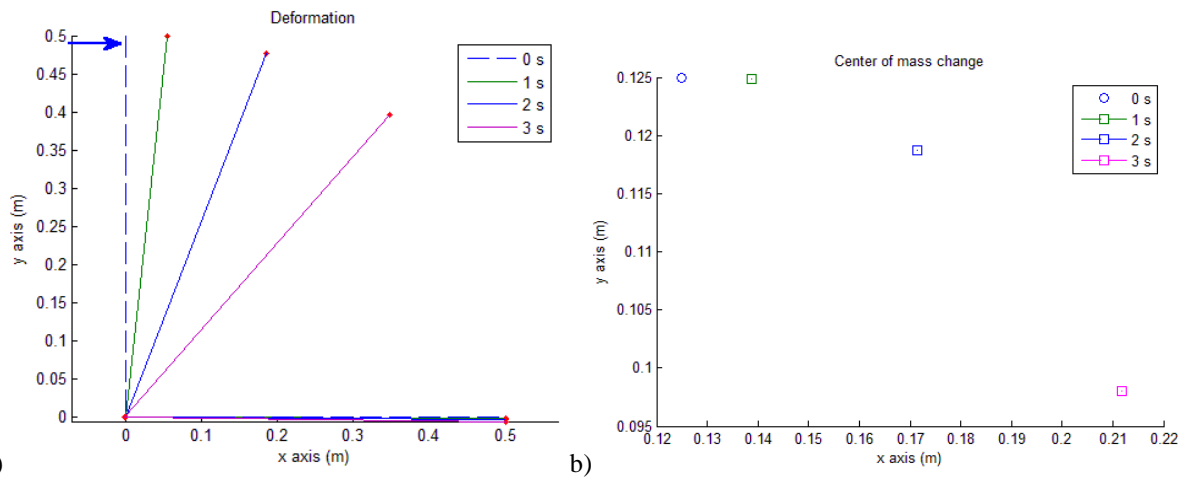 Deformation
0.5
0.45
0.4
0.35
0.3
0.25
0.2
0.15
0.1
0.05
0
y axis (m)
0 0.1 0.2 0.3 0.4 0.5
x axis (m)
0 s
1 s
2 s
3 s
)
b)
Center of mass change
0.125
0.12
0.115
0.11
0.105
0.1
0.095
y axis (m)
0.12 0.13 0.14 0.15 0.16 0.17 0.18 0.19 0.2 0.21 0.22
x axis (m)
0 s
1 s
2 s
3 s